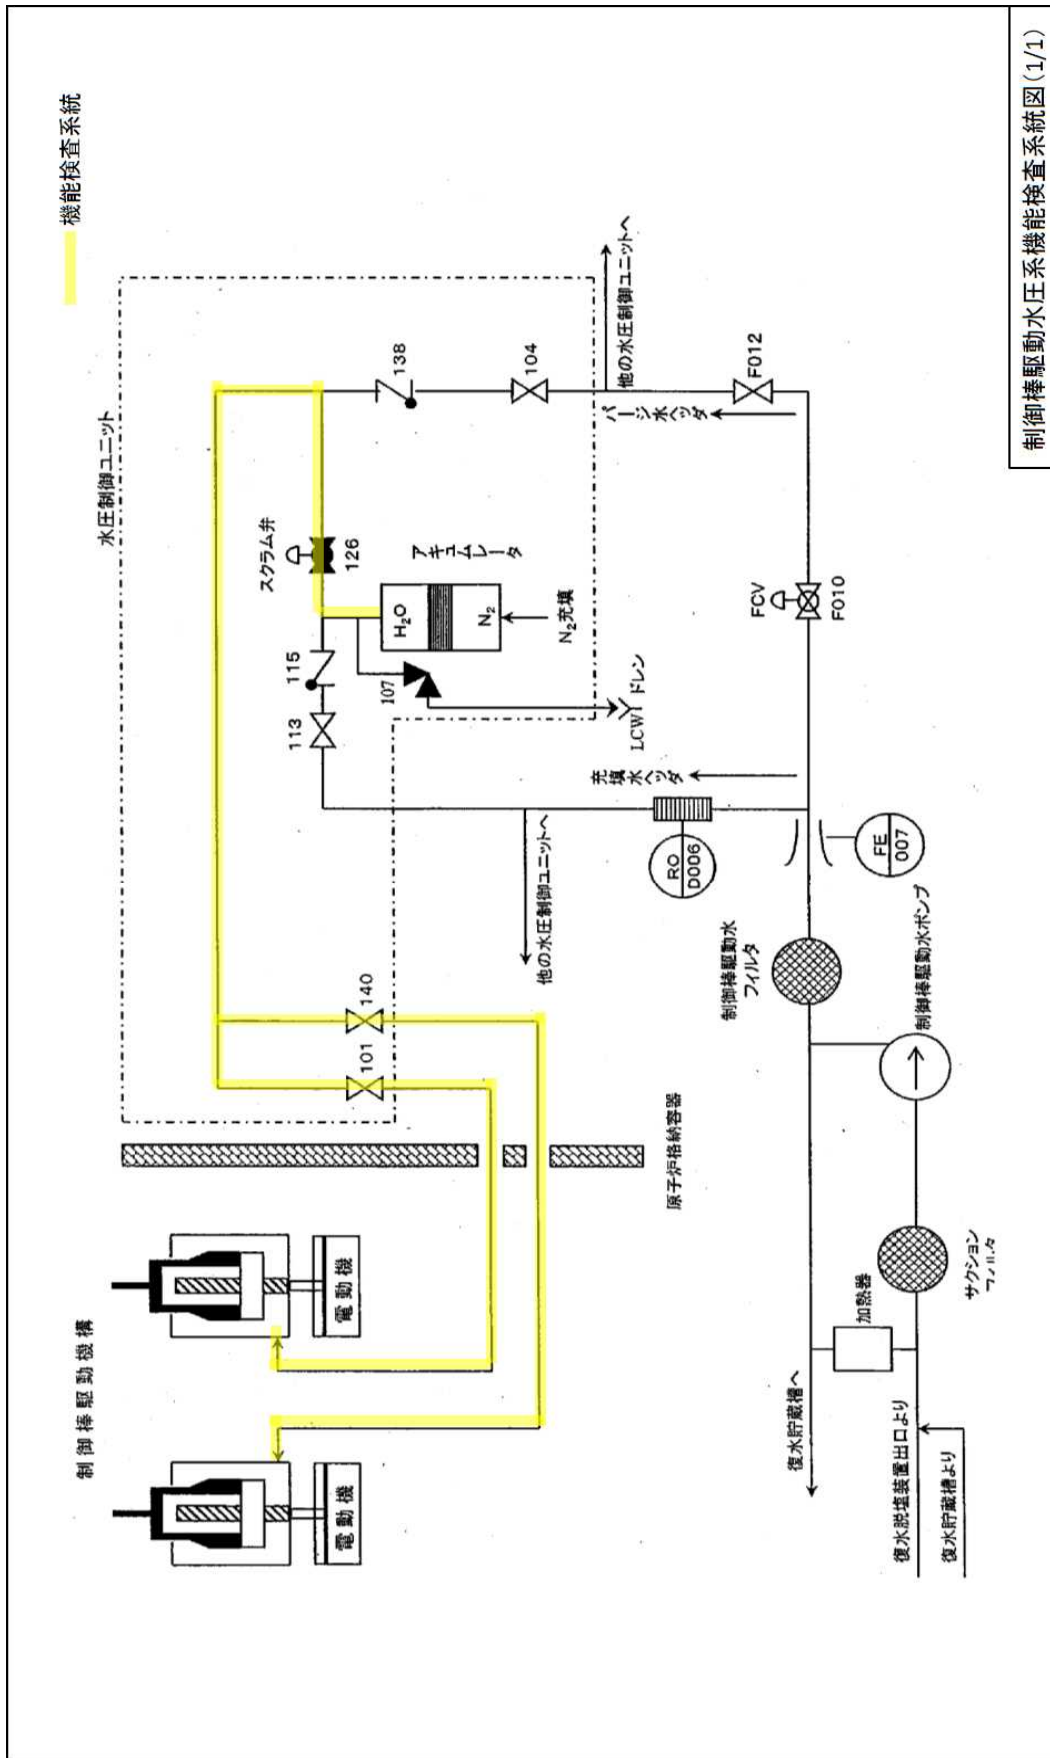 機能検査系統
水圧制御ユニット
スクラム弁
126
アキュムレータ
H₂O
N₂
N₂充填
115
113
107
LCW
ドレン
138
104
他の水圧制御ユニットへ
パージ水ヘッダ
F012
FCV
F010
充填水ヘッダ
RO
D006
FE
007
他の水圧制御ユニットへ
140
101
原子炉格納容器
制御棒駆動機構
電動機
電動機
制御棒駆動水
フィルタ
制御棒駆動水ポンプ
サクション
加熱器
復水貯蔵槽へ
復水脱塩装置出口より
復水貯蔵槽より
制御棒駆動水圧系機能検査系統図(1/1)